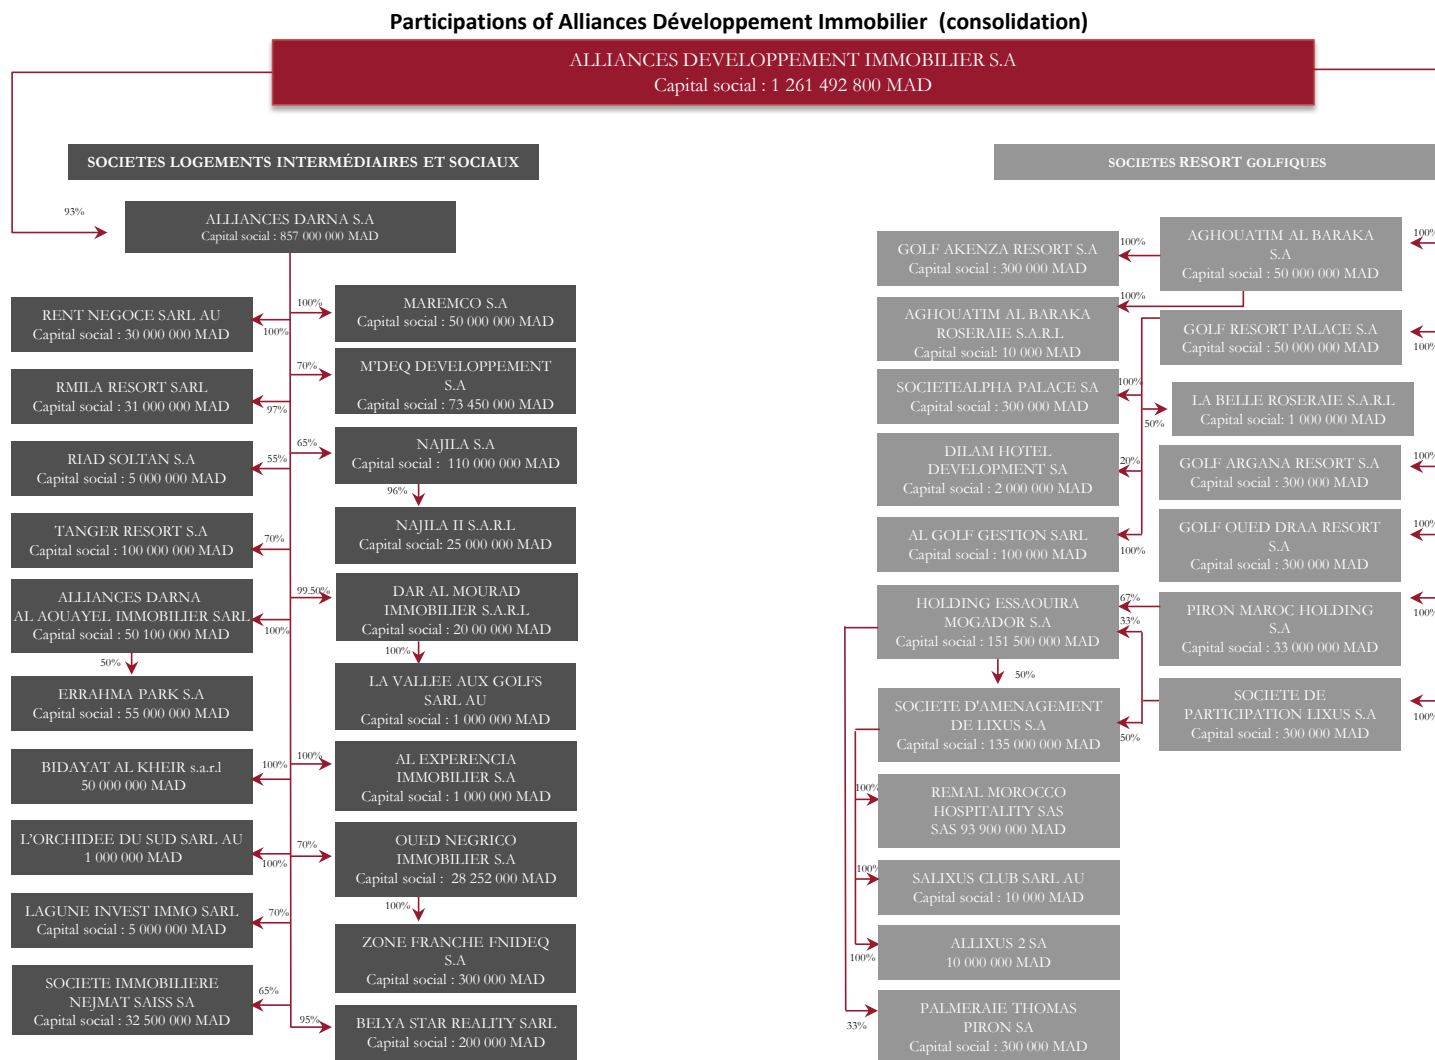 Participations of Alliances Développement Immobilier (consolidation)
ALLIANCES DEVELOPPEMENT IMMOBILIER S.A
Capital social : 1 261 492 800 MAD
SOCIETES LOGEMENTS INTERMÉDIAIRES ET SOCIAUX
93%
ALLIANCES DARNA S.A
Capital social : 857 000 000 MAD
RENT NEGOCE SARL AU
Capital social : 30 000 000 MAD
100%
RMILA RESORT SARL
Capital social : 31 000 000 MAD
97%
RIAD SOLTAN S.A
Capital social : 5 000 000 MAD
55%
TANGER RESORT S.A
Capital social : 100 000 000 MAD
70%
ALLIANCES DARNA
AL AOUAYEL IMMOBILIER SARL
Capital social : 50 100 000 MAD
100%
50%
ERRAHMA PARK S.A
Capital social : 55 000 000 MAD
BIDAYAT AL KHEIR s.a.r.l
50 000 000 MAD
100%
L'ORCHIDEE DU SUD SARL AU
1 000 000 MAD
100%
LAGUNE INVEST IMMO SARL
Capital social : 5 000 000 MAD
70%
SOCIETE IMMOBILIERE
NEJMAT SAISS SA
Capital social : 32 500 000 MAD
65%
100%
MAREMCO S.A
Capital social : 50 000 000 MAD
70%
M'DEQ DEVELOPPEMENT
S.A
Capital social : 73 450 000 MAD
65%
NAJILA S.A
Capital social : 110 000 000 MAD
96%
NAJILA II S.A.R.L
Capital social: 25 000 000 MAD
99.50%
DAR AL MOURAD
IMMOBILIER S.A.R.L
Capital social : 20 00 000 MAD
100%
LA VALLEE AUX GOLFS
SARL AU
Capital social : 1 000 000 MAD
100%
AL EXPERENCIA
IMMOBILIER S.A
Capital social : 1 000 000 MAD
70%
OUED NEGRICO
IMMOBILIER S.A
Capital social : 28 252 000 MAD
100%
ZONE FRANCHE FNIDEQ
S.A
Capital social : 300 000 MAD
95%
BELYA STAR REALITY SARL
Capital social : 200 000 MAD
SOCIETES RESORT GOLFIQUES
GOLF AKENZA RESORT S.A
Capital social : 300 000 MAD
100%
AGHOUATIM AL BARAKA
S.A
Capital social : 50 000 000 MAD
100%
AGHOUATIM AL BARAKA
ROSERAIE S.A.R.L
Capital social: 10 000 MAD
100%
GOLF RESORT PALACE S.A
Capital social : 50 000 000 MAD
100%
SOCIETEALPHA PALACE SA
Capital social : 300 000 MAD
100%
LA BELLE ROSERAIE S.A.R.L
Capital social: 1 000 000 MAD
50%
DILAM HOTEL
DEVELOPMENT SA
Capital social : 2 000 000 MAD
20%
GOLF ARGANA RESORT S.A
Capital social : 300 000 MAD
100%
AL GOLF GESTION SARL
Capital social : 100 000 MAD
100%
GOLF OUED DRAA RESORT
S.A
Capital social : 300 000 MAD
100%
HOLDING ESSAOUIRA
MOGADOR S.A
Capital social : 151 500 000 MAD
67%
33%
PIRON MAROC HOLDING
S.A
Capital social : 33 000 000 MAD
100%
50%
SOCIETE D'AMENAGEMENT
DE LIXUS S.A
Capital social : 135 000 000 MAD
50%
SOCIETE DE
PARTICIPATION LIXUS S.A
Capital social : 300 000 MAD
100%
100%
REMAL MOROCCO
HOSPITALITY SAS
SAS 93 900 000 MAD
100%
SALIXUS CLUB SARL AU
Capital social : 10 000 MAD
100%
ALLIXUS 2 SA
10 000 000 MAD
33%
PALMERAIE THOMAS
PIRON SA
Capital social : 300 000 MAD